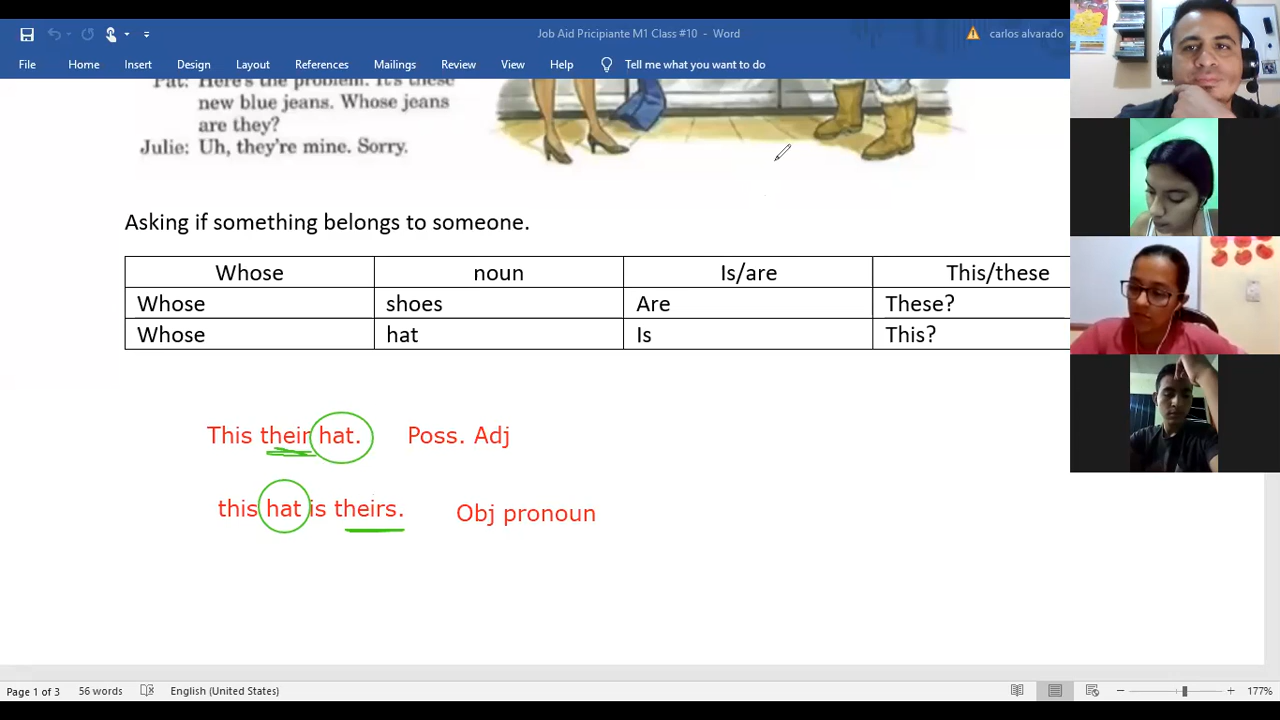 Job Aid Pricipiante M1 Class #10 - Word
carlos alvarado
File Home Insert Design Layout References Mailings Review View Help Tell me what you want to do
Pat: Here's the problem. It's these
new blue jeans. Whose jeans
are they?
Julie: Uh, they're mine. Sorry.
Asking if something belongs to someone.
Whose noun Is/are This/these
Whose shoes Are These?
Whose hat Is This?
This their hat. Poss. Adj
this hat is theirs. Obj pronoun
Page 1 of 3 56 words English (United States) 177%